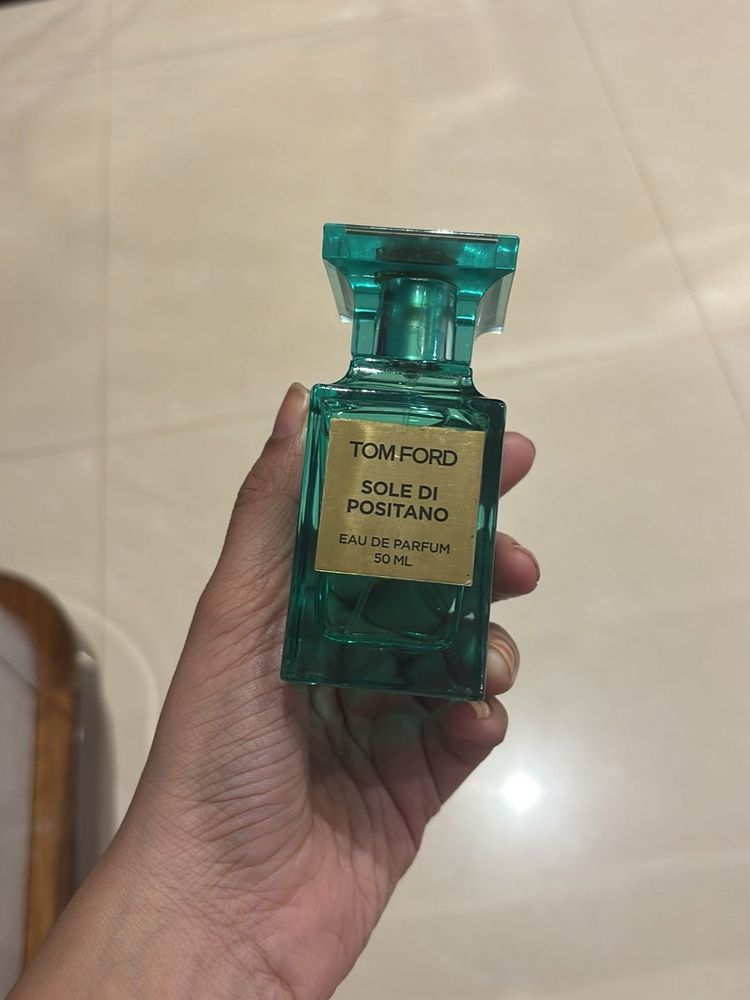 TOM FORD
SOLE DI
POSITANO
EAU DE PARFUM
50 ML